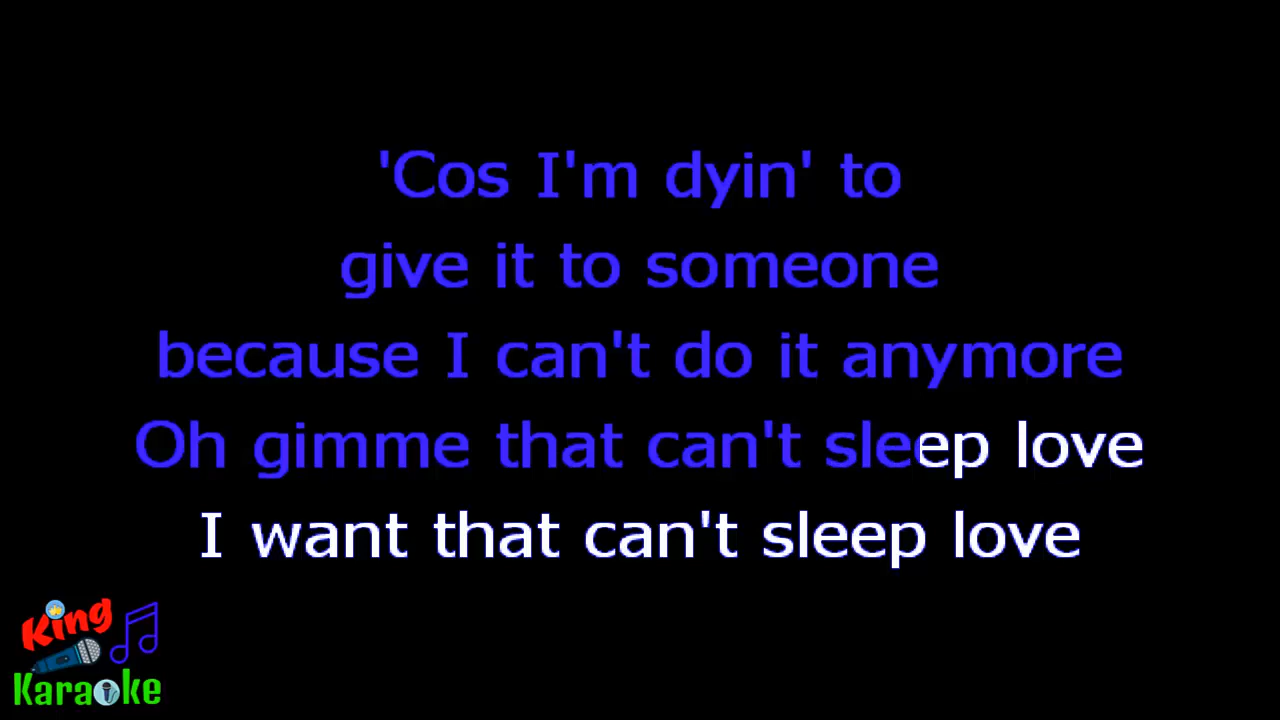 'Cos I'm dyin' to
give it to someone
because I can't do it anymore
Oh gimme that can't sleep love
I want that can't sleep love
King
Karaoke